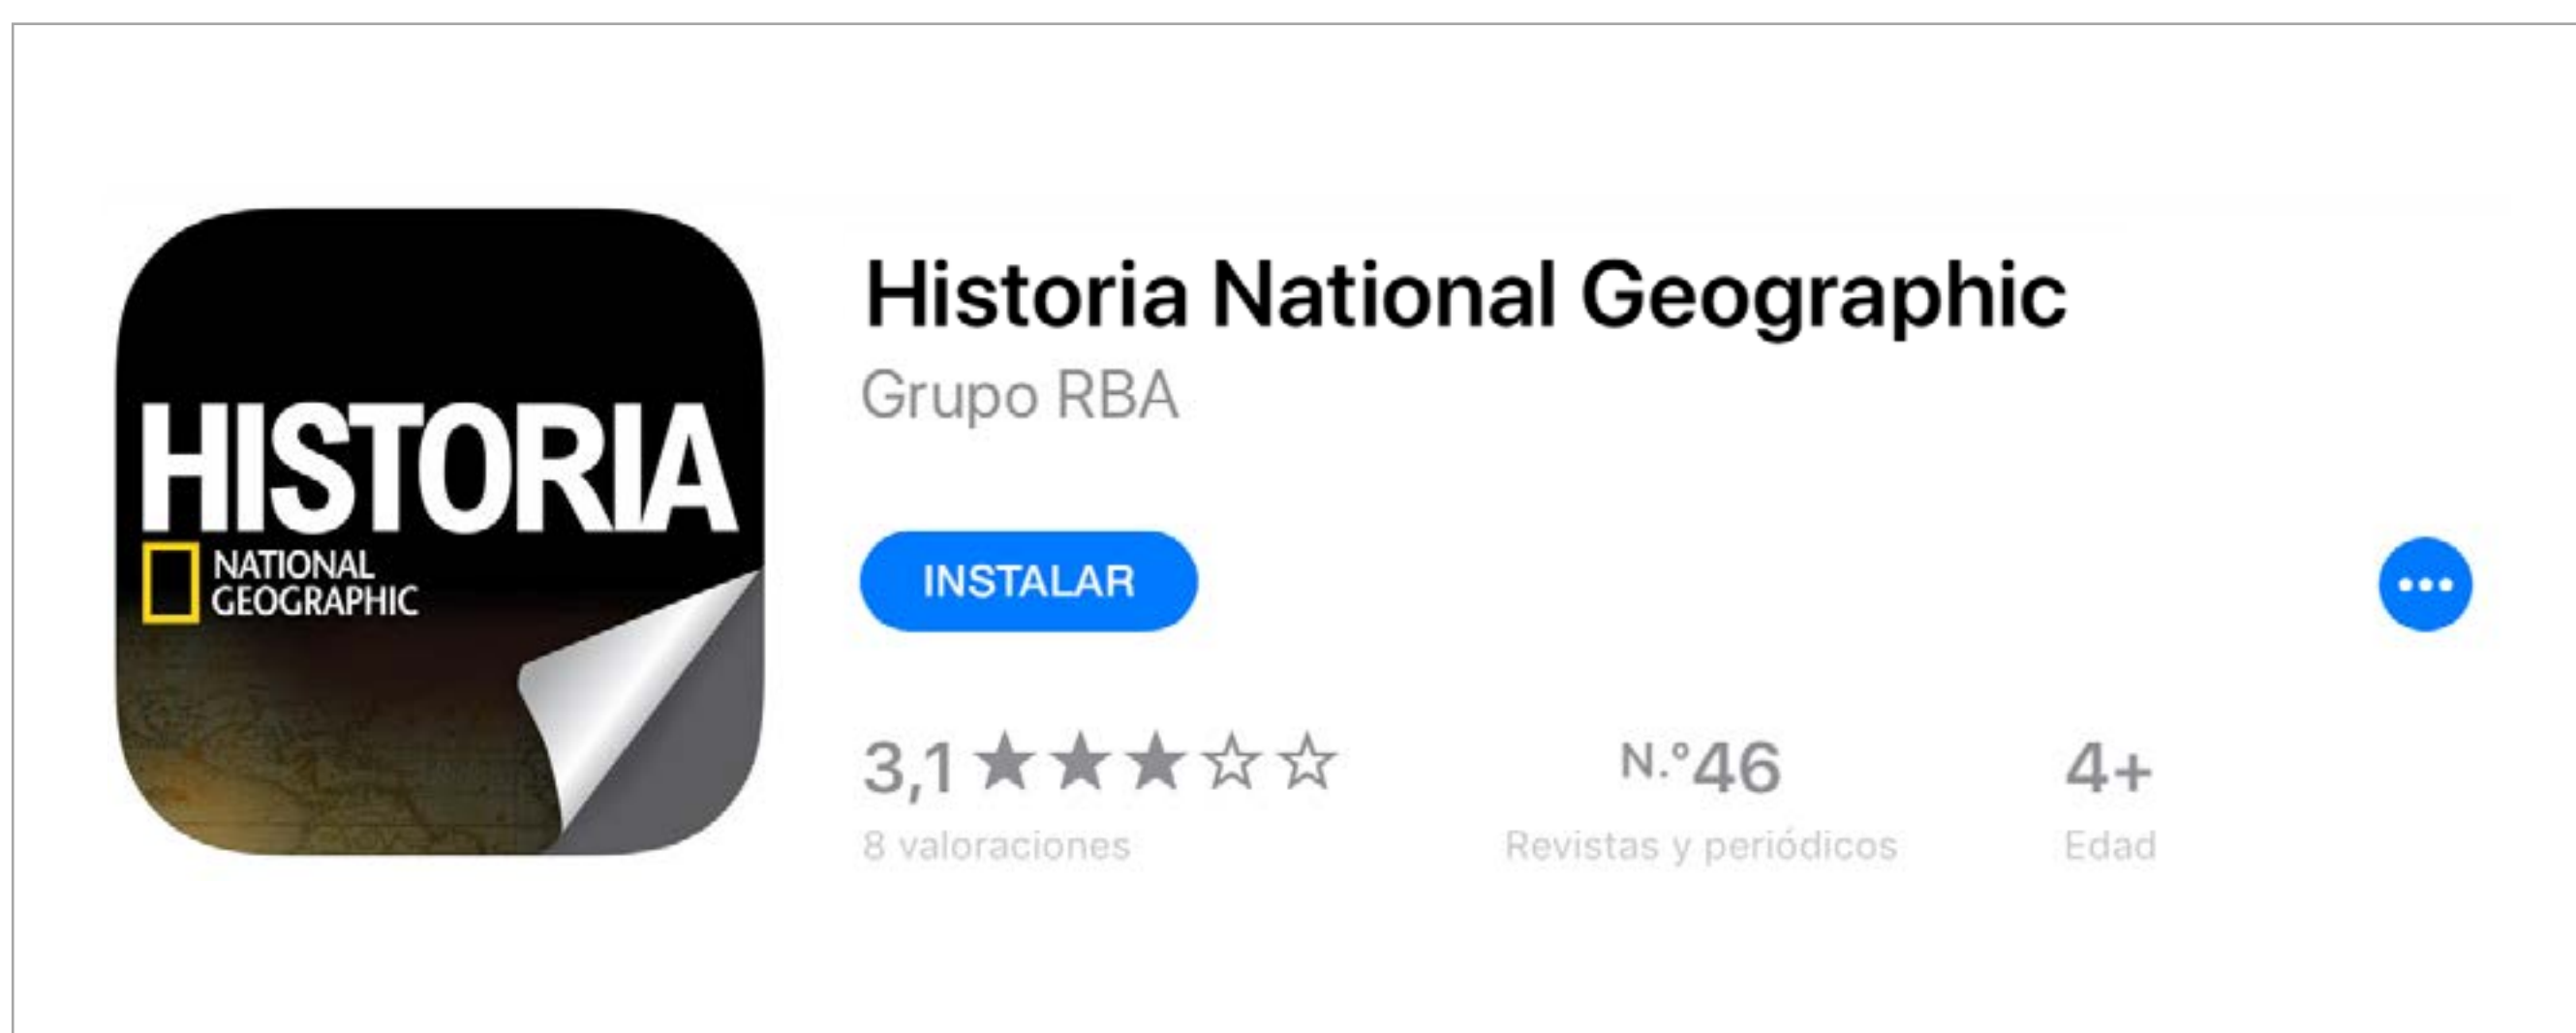 HISTORIA
NATIONAL
GEOGRAPHIC
Historia National Geographic
Grupo RBA
INSTALAR
3,1 ★★★☆☆
8 valoraciones
N.º46
Revistas y periódicos
4+
Edad